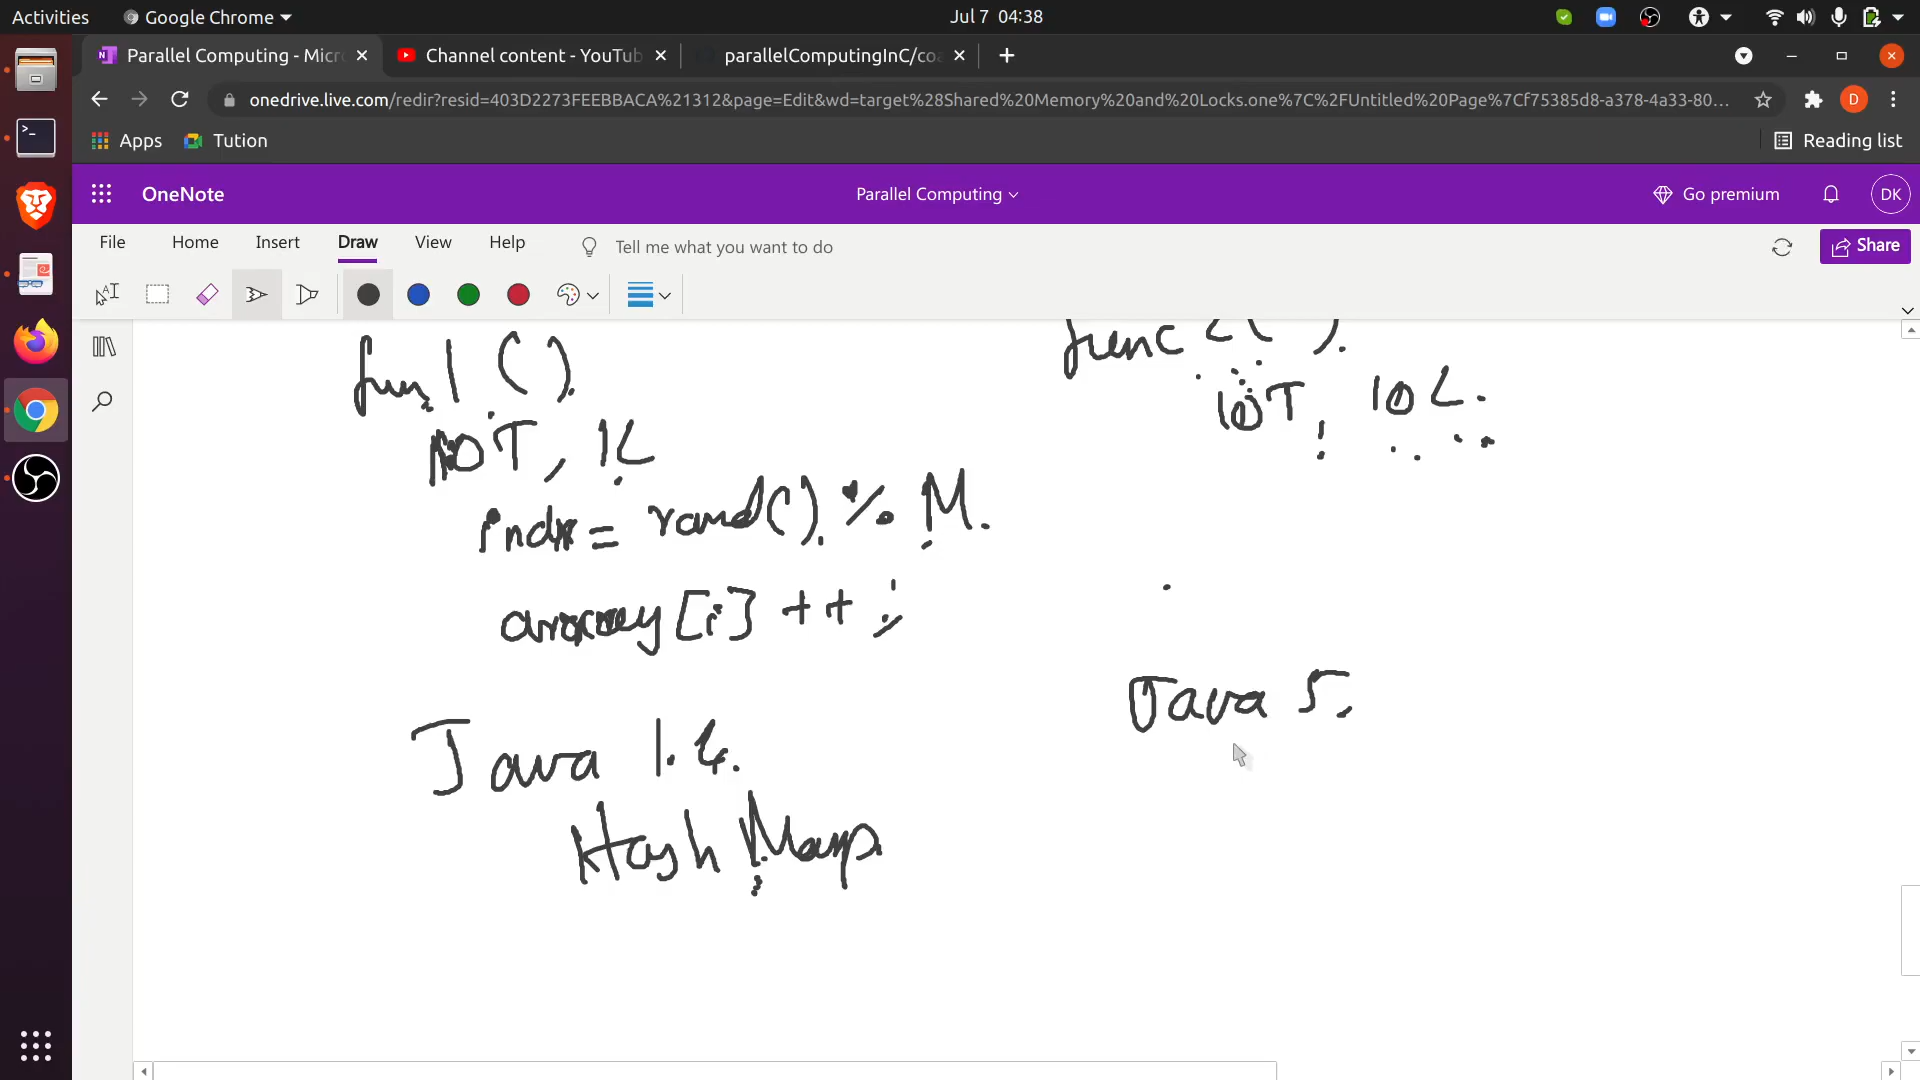 Activities
Google Chrome
Jul 7 04:38
Parallel Computing - Micr
Channel content - YouTub
parallelComputingInC/coa
onedrive.live.com/redir?resid=403D2273FEEBBACA%21312&page=Edit&wd=target%28Shared%20Memory%20and%20Locks.one%7C%2FUntitled%20Page%7Cf75385d8-a378-4a33-80...
D
Apps
Tution
Reading list
OneNote
Parallel Computing
Go premium
DK
File
Home
Insert
Draw
View
Help
Tell me what you want to do
Share
fun1 ( ).
10T, 1L
indx = rand() % M.
array[i] ++ ;
func2( ).
10T, 10L.
Java 1.4.
Hash Map
Java 5.